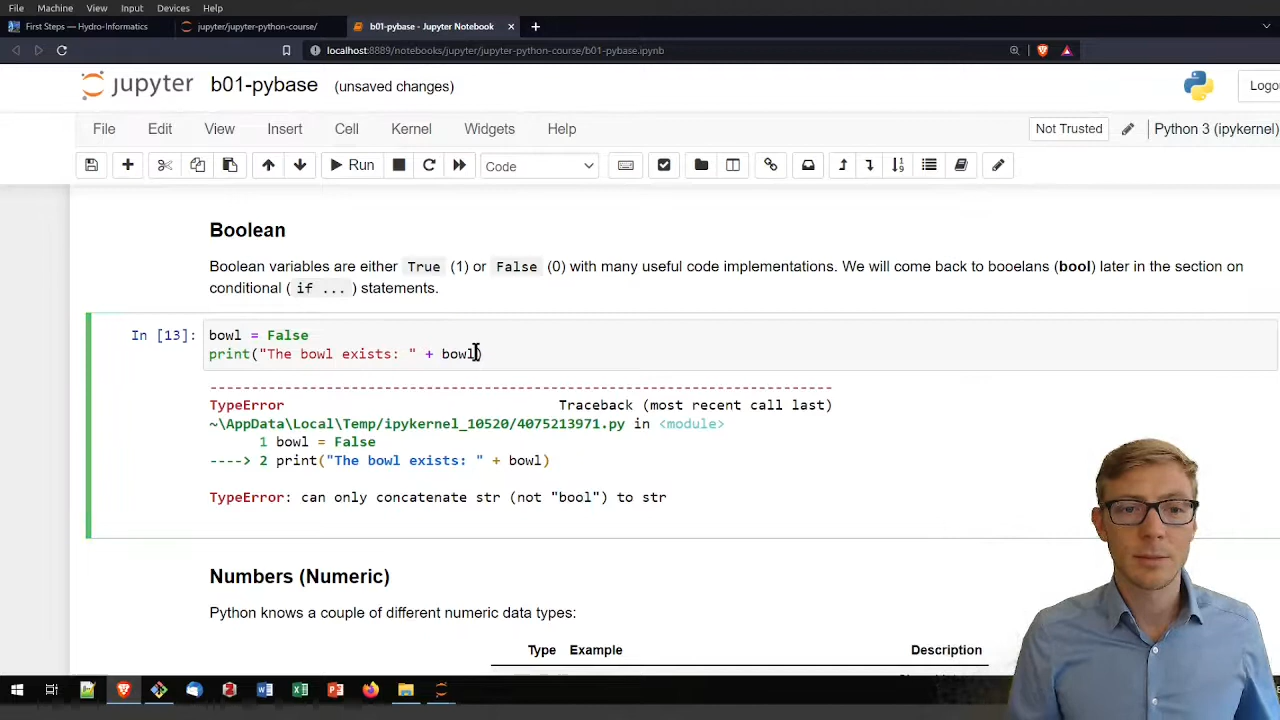 File Machine View Input Devices Help
First Steps — Hydro-Informatics
jupyter/jupyter-python-course/
b01-pybase - Jupyter Notebook
localhost:8889/notebooks/jupyter/jupyter-python-course/b01-pybase.ipynb
jupyter b01-pybase (unsaved changes)
File Edit View Insert Cell Kernel Widgets Help
Not Trusted
Python 3 (ipykernel)
Run
Code
Boolean
Boolean variables are either True (1) or False (0) with many useful code implementations. We will come back to booelans (bool) later in the section on
conditional ( if ... ) statements.
In [13]: bowl = False
print("The bowl exists: " + bowl)
---------------------------------------------------------------------------
TypeError Traceback (most recent call last)
~\AppData\Local\Temp/ipykernel_10520/4075213971.py in <module>
1 bowl = False
----> 2 print("The bowl exists: " + bowl)
TypeError: can only concatenate str (not "bool") to str
Numbers (Numeric)
Python knows a couple of different numeric data types:
Type Example Description